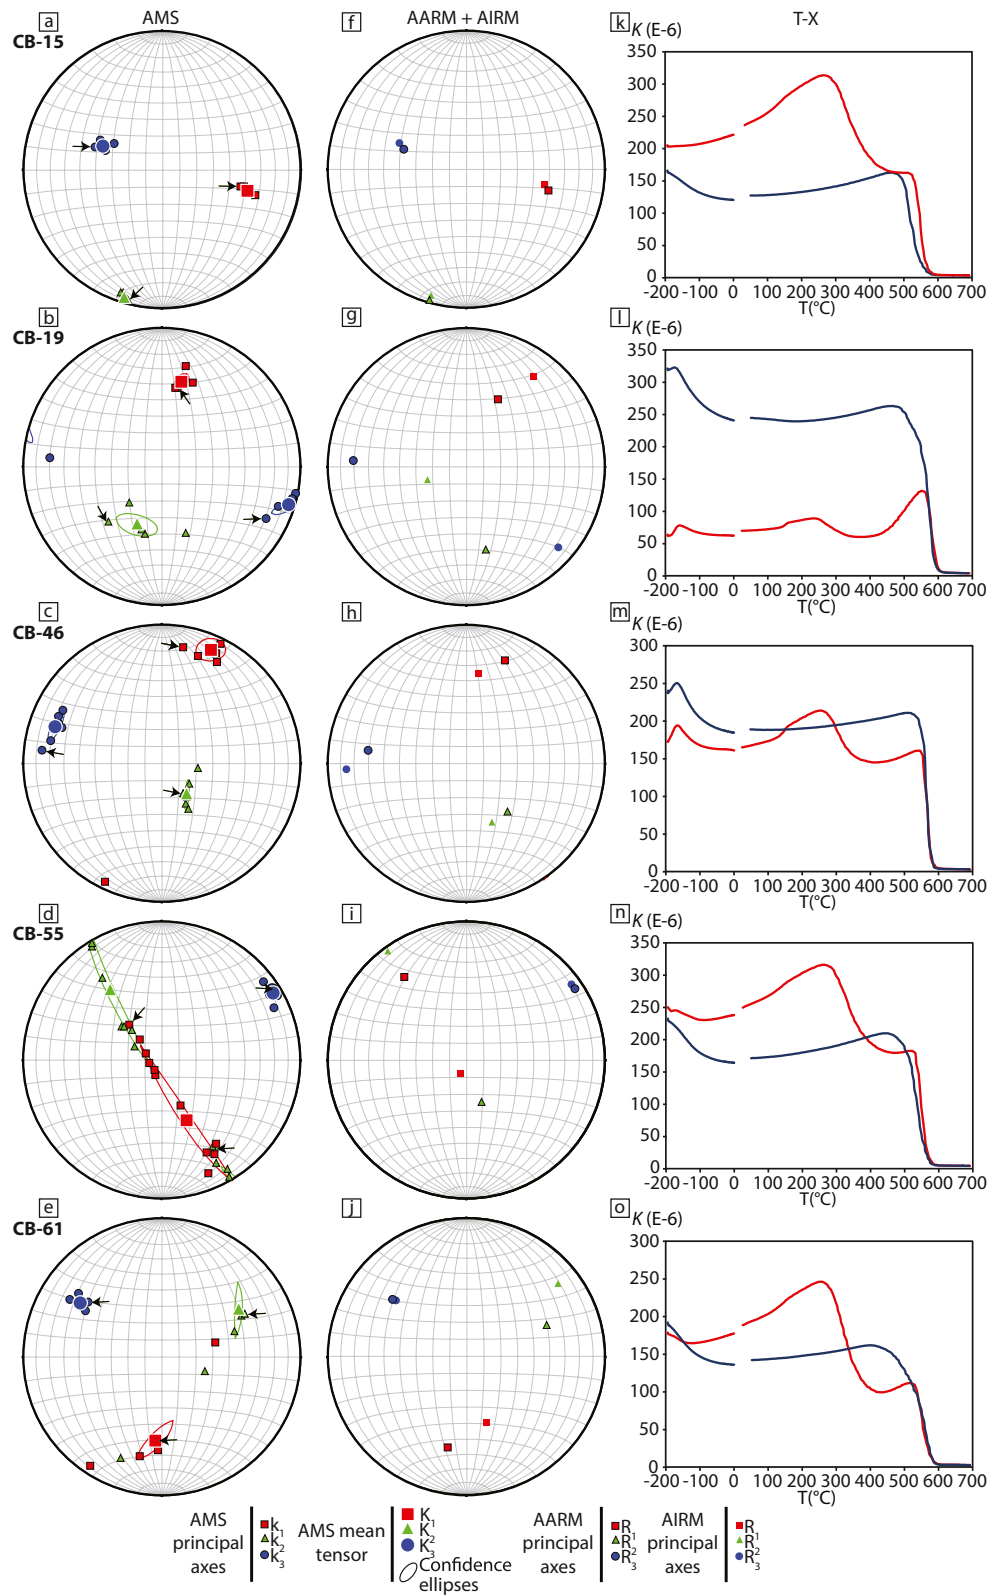 a AMS f AARM + AIRM k T-X
CB-15
K (E-6)
350
300
250
200
150
100
50
0
-200 -100 0 100 200 300 400 500 600 700
T(°C)
b g l
CB-19
K (E-6)
350
300
250
200
150
100
50
0
-200 -100 0 100 200 300 400 500 600 700
T(°C)
c h m
CB-46
K (E-6)
300
250
200
150
100
50
0
-200 -100 0 100 200 300 400 500 600 700
T(°C)
d i n
CB-55
K (E-6)
350
300
250
200
150
100
50
0
-200 -100 0 100 200 300 400 500 600 700
T(°C)
e j o
CB-61
K (E-6)
300
250
200
150
100
50
0
-200 -100 0 100 200 300 400 500 600 700
T(°C)
AMS principal axes
k1
k2
k3
AMS mean tensor
K1
K2
K3
Confidence ellipses
AARM principal axes
R1
R2
R3
AIRM principal axes
R1
R2
R3